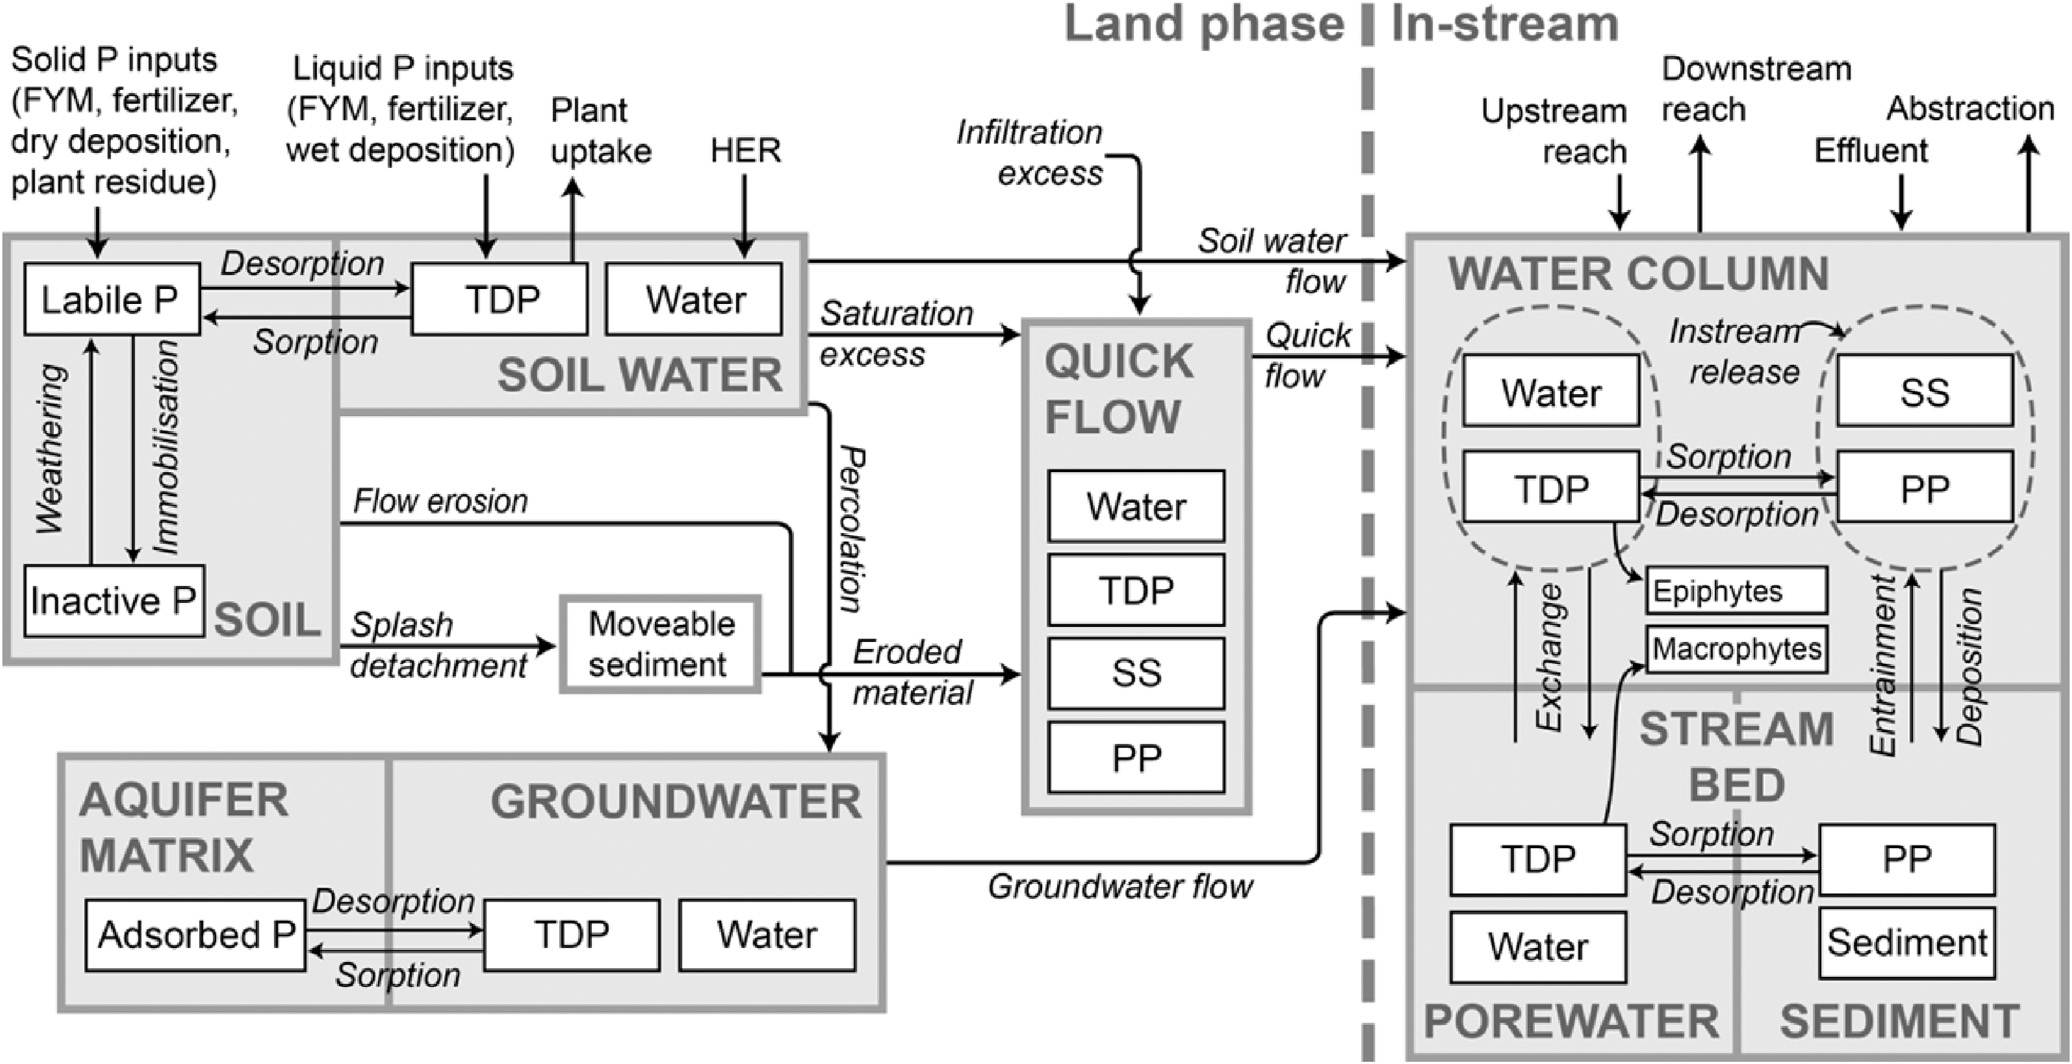 Land phase
In-stream
Solid P inputs
(FYM, fertilizer,
dry deposition,
plant residue)
Liquid P inputs
(FYM, fertilizer,
wet deposition)
Plant
uptake
HER
Infiltration
excess
Upstream
reach
Downstream
reach
Effluent
Abstraction
Labile P
Desorption
Sorption
TDP
Water
SOIL WATER
Weathering
Immobilisation
Inactive P
SOIL
Soil water
flow
Saturation
excess
Percolation
Flow erosion
Splash
detachment
Moveable
sediment
Eroded
material
QUICK
FLOW
Water
TDP
SS
PP
Quick
flow
AQUIFER
MATRIX
GROUNDWATER
Adsorbed P
Desorption
Sorption
TDP
Water
Groundwater flow
WATER COLUMN
Instream
release
Water
TDP
Sorption
Desorption
SS
PP
Epiphytes
Macrophytes
Exchange
Entrainment
Deposition
STREAM
BED
TDP
Water
Sorption
Desorption
PP
Sediment
POREWATER
SEDIMENT